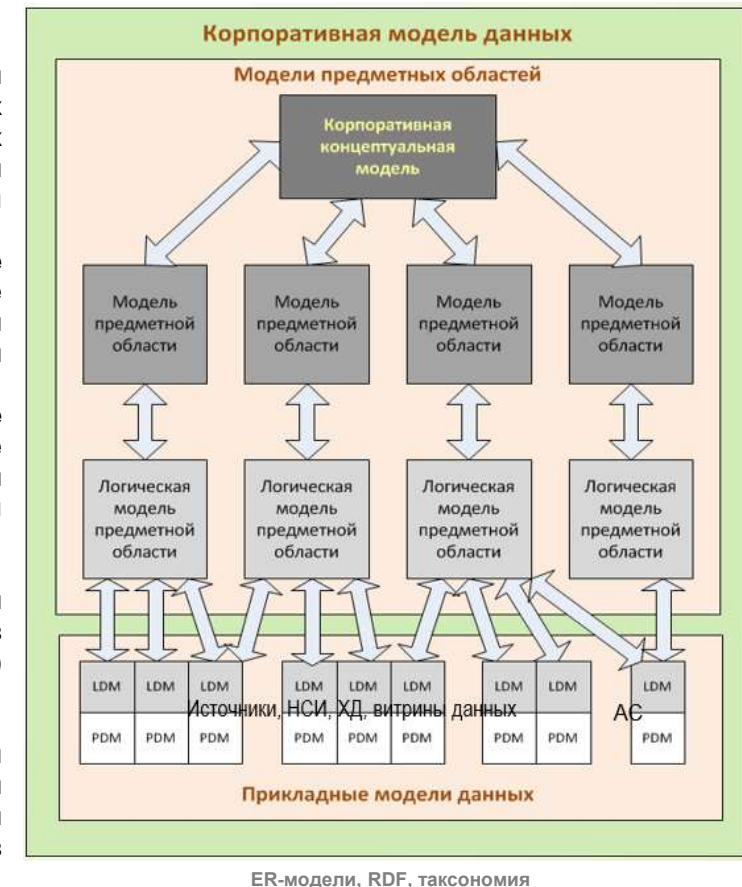 Корпоративная модель данных
Модели предметных областей
Корпоративная
концептуальная
модель
Модель
предметной
области
Модель
предметной
области
Модель
предметной
области
Модель
предметной
области
Логическая
модель
предметной
области
Логическая
модель
предметной
области
Логическая
модель
предметной
области
Логическая
модель
предметной
области
LDM LDM LDM LDM LDM LDM LDM LDM LDM
Источники, НСИ, ХД, витрины данных АС
PDM PDM PDM PDM PDM PDM PDM PDM PDM
Прикладные модели данных
ER-модели, RDF, таксономия